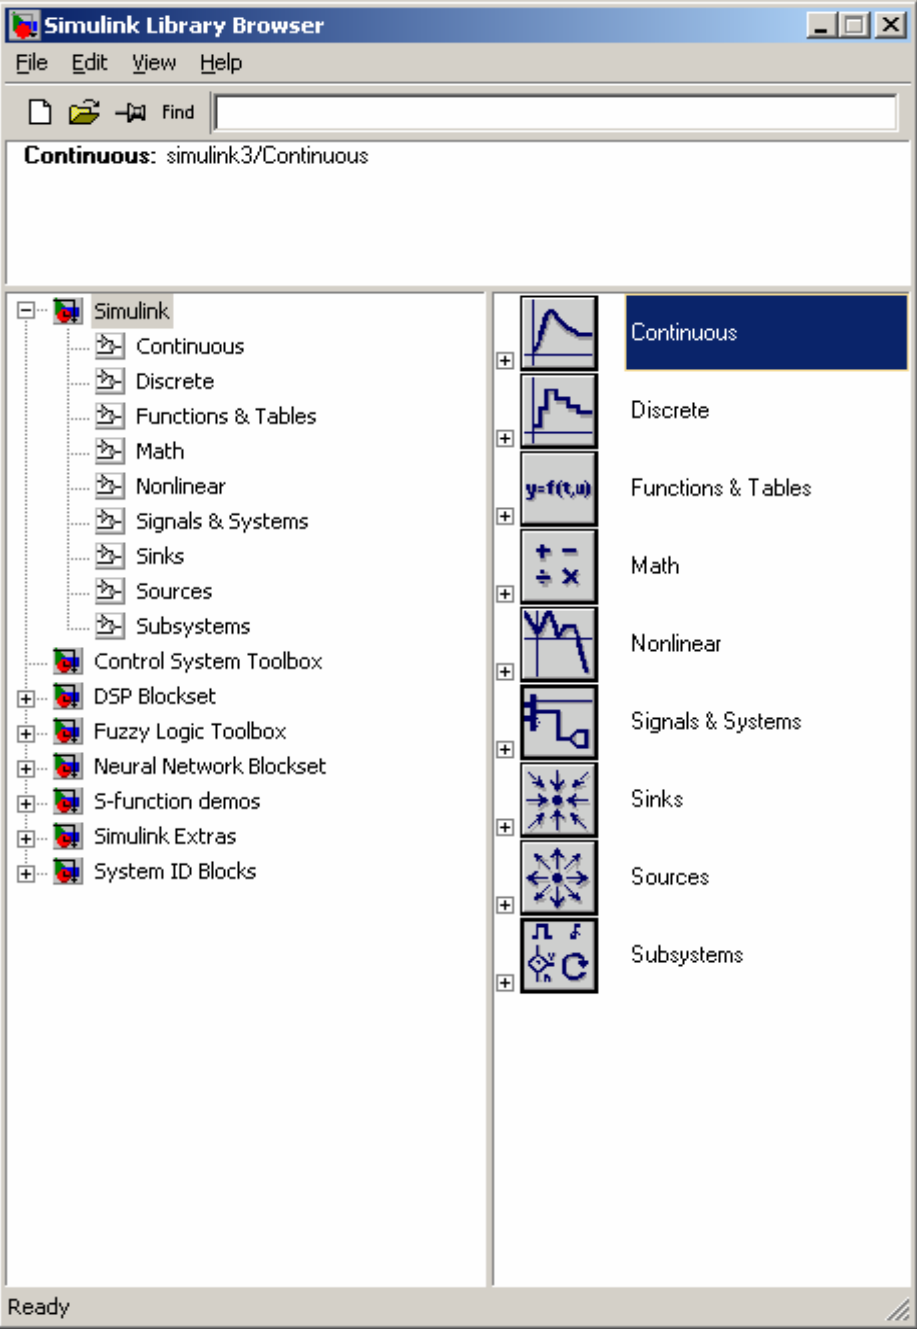 Simulink Library Browser
File Edit View Help
Find
Continuous: simulink3/Continuous
Simulink
Continuous
Discrete
Functions & Tables
Math
Nonlinear
Signals & Systems
Sinks
Sources
Subsystems
Control System Toolbox
DSP Blockset
Fuzzy Logic Toolbox
Neural Network Blockset
S-function demos
Simulink Extras
System ID Blocks
Continuous
Discrete
y=f(t,u)
Functions & Tables
Math
Nonlinear
Signals & Systems
Sinks
Sources
Subsystems
Ready